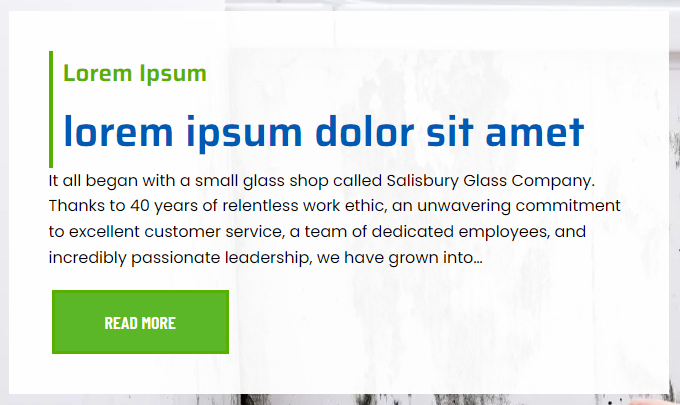 Lorem Ipsum
lorem ipsum dolor sit amet
It all began with a small glass shop called Salisbury Glass Company.
Thanks to 40 years of relentless work ethic, an unwavering commitment
to excellent customer service, a team of dedicated employees, and
incredibly passionate leadership, we have grown into...
READ MORE